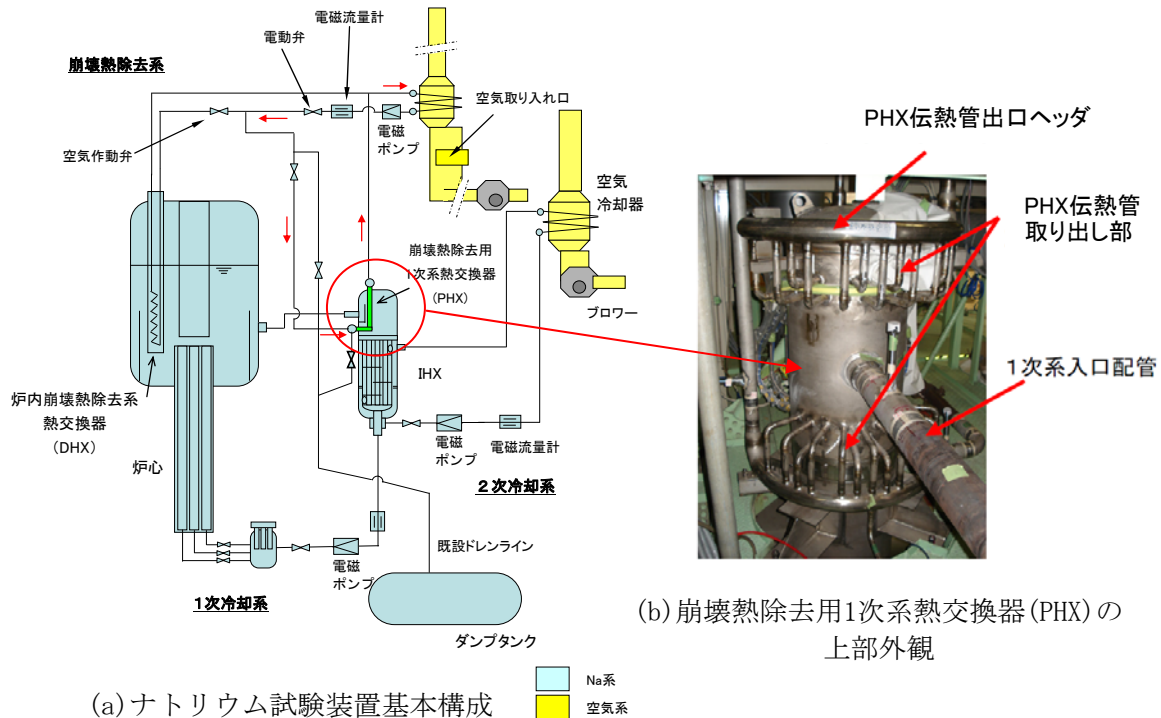 電磁流量計
電動弁
崩壊熱除去系
空気取り入れ口
電磁
ポンプ
空気作動弁
空気
冷却器
崩壊熱除去用
1次系熱交換器
(PHX)
ブロワー
IHX
炉内崩壊熱除去系
熱交換器
(DHX)
電磁
ポンプ
電磁流量計
炉心
2次冷却系
既設ドレンライン
電磁
ポンプ
1次冷却系
ダンプタンク
(a)ナトリウム試験装置基本構成
Na系
空気系
PHX伝熱管出口ヘッダ
PHX伝熱管
取り出し部
1次系入口配管
(b)崩壊熱除去用1次系熱交換器(PHX)の
上部外観